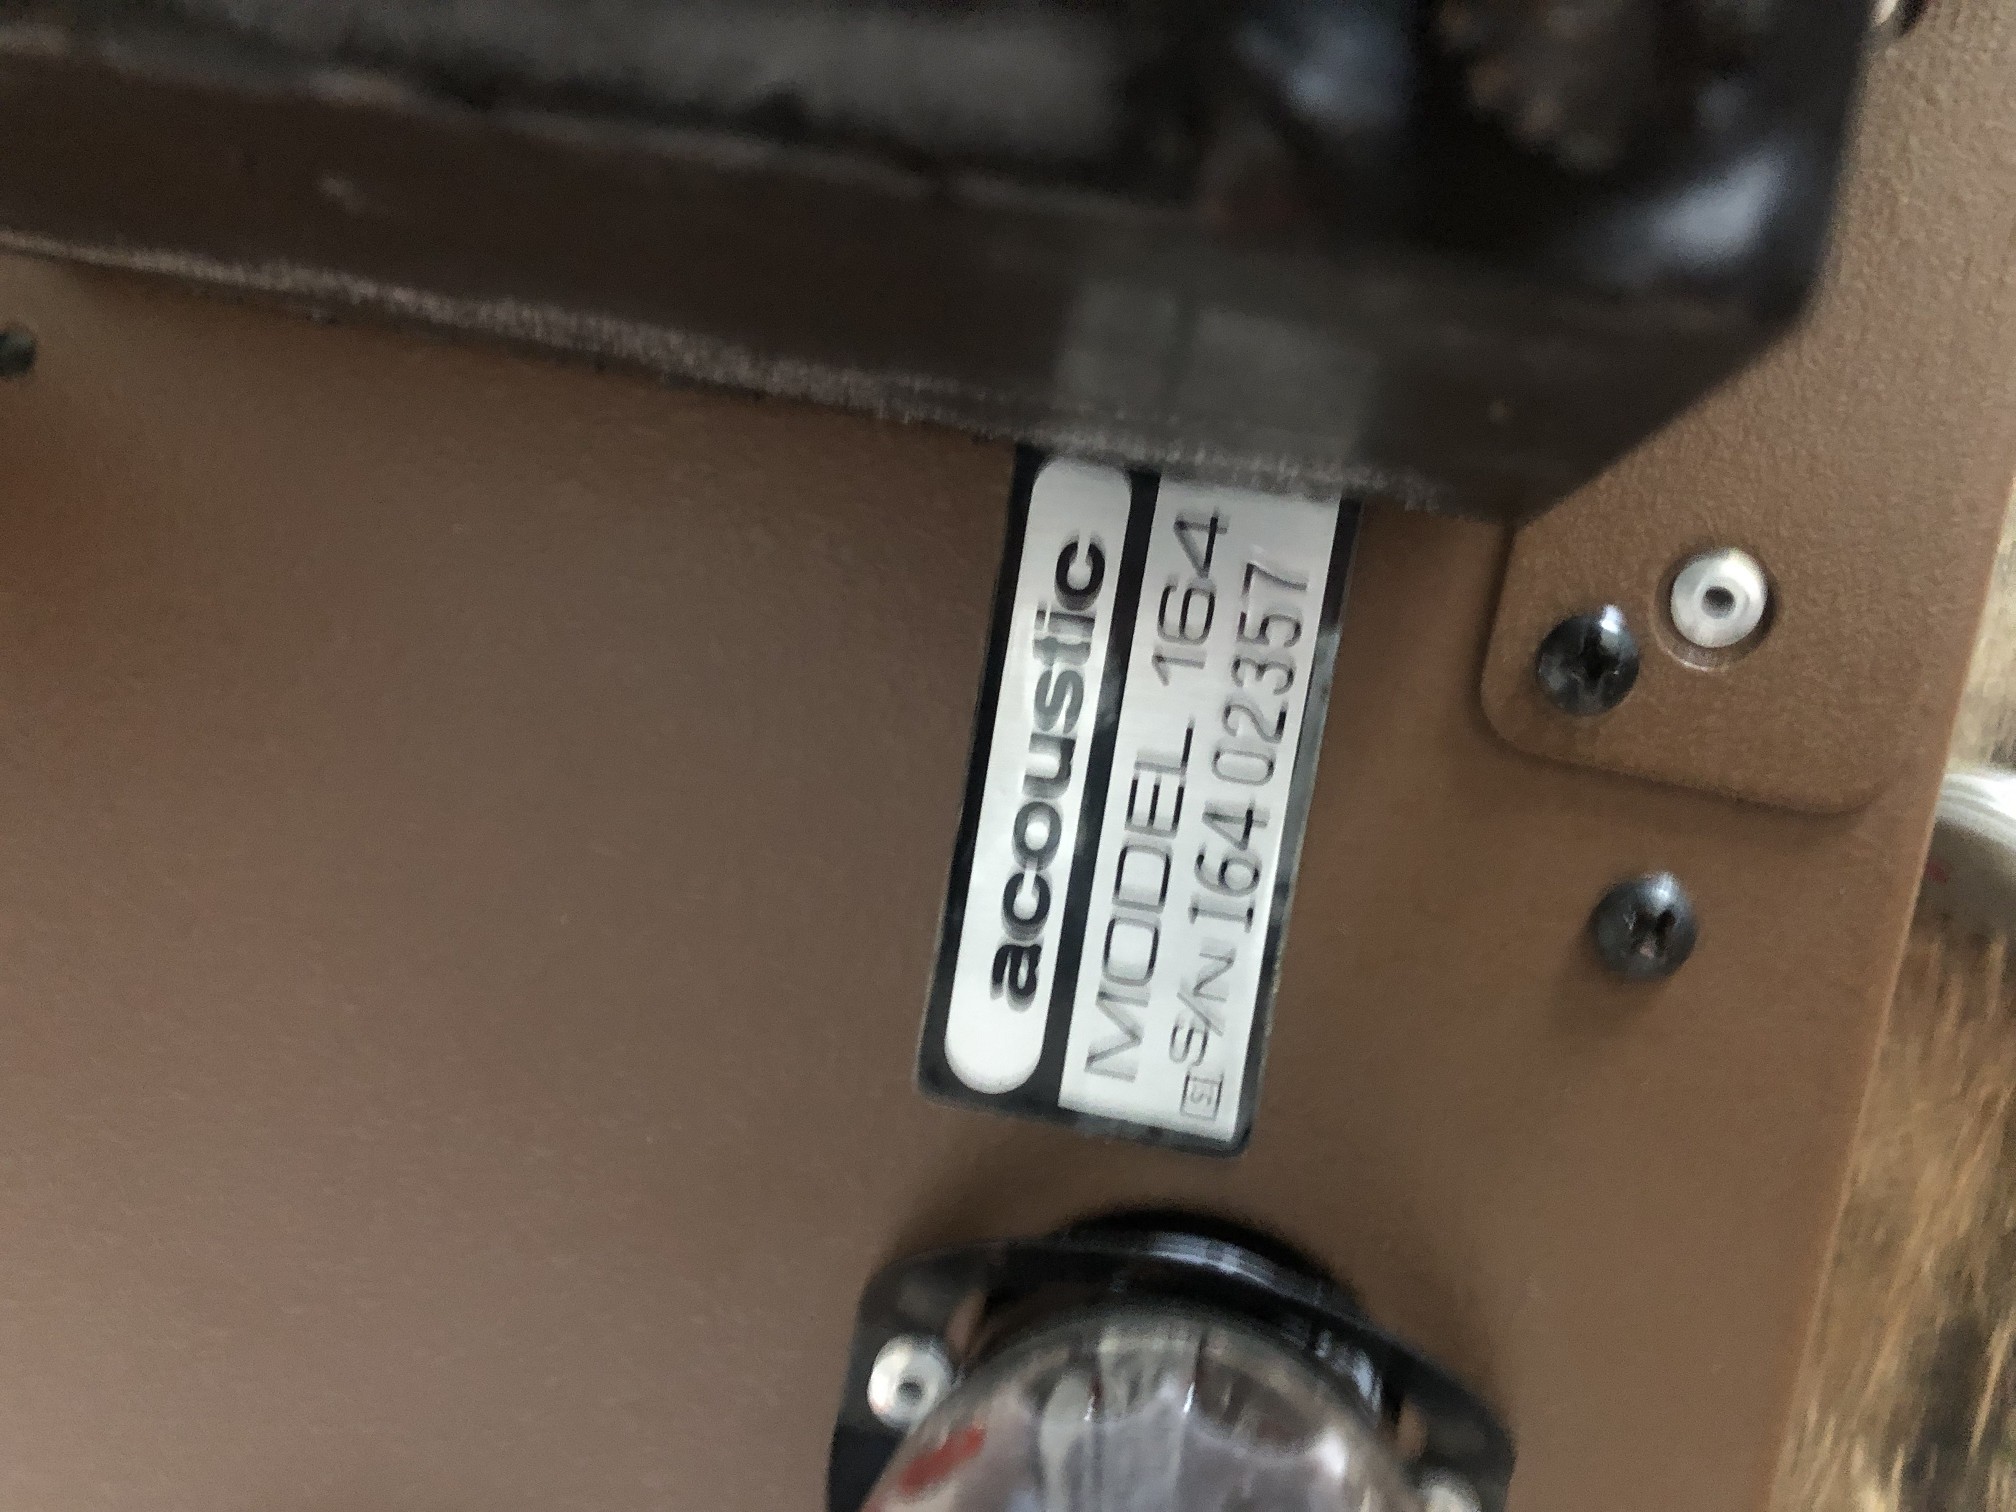 acoustic
MODEL 164
S/N 16402357